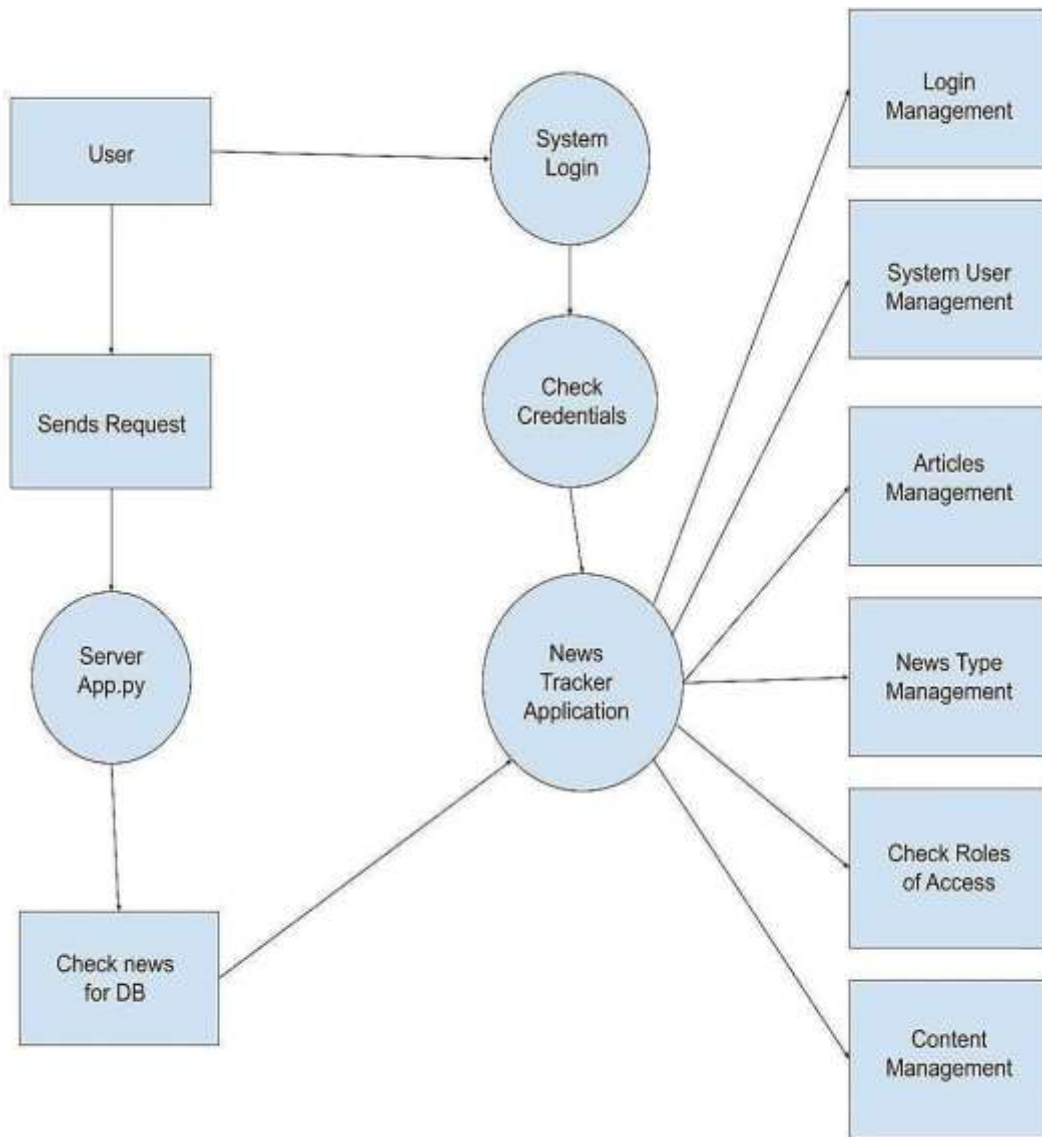 User
System
Login
Login
Management
System User
Management
Sends Request
Check
Credentials
Articles
Management
Server
App.py
News
Tracker
Application
News Type
Management
Check Roles
of Access
Check news
for DB
Content
Management